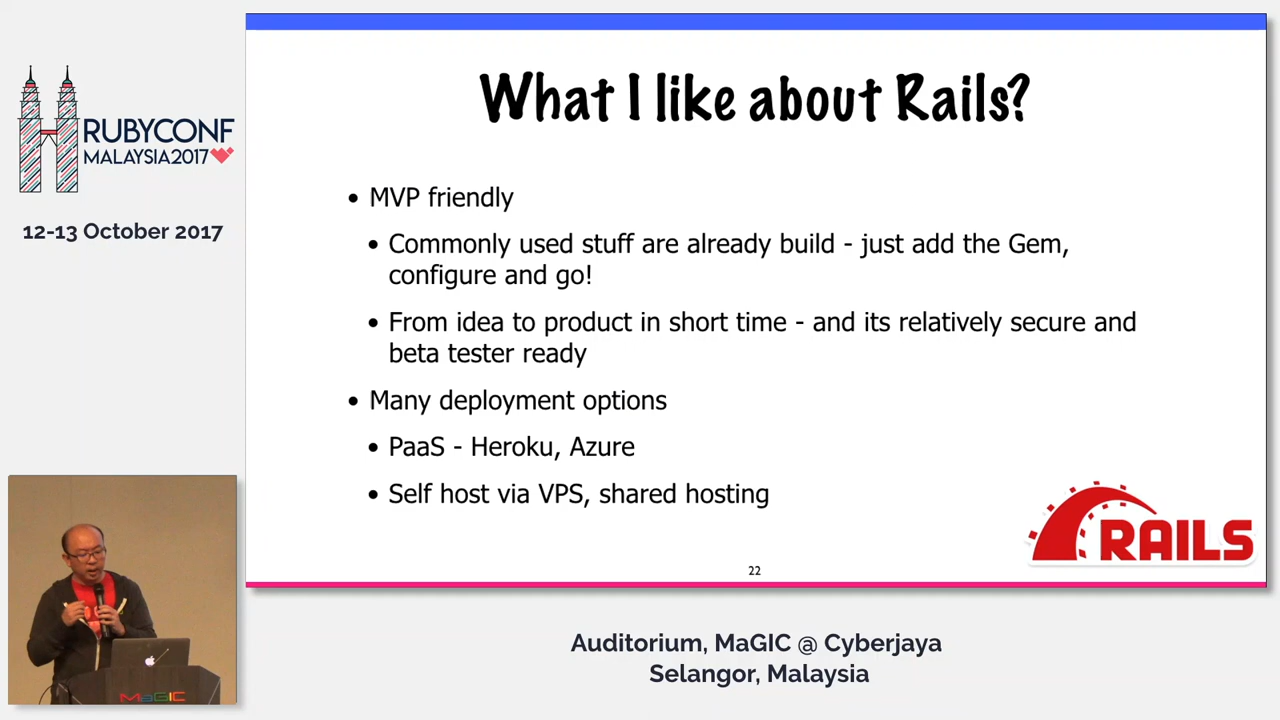 RUBYCONF
MALAYSIA2017
12-13 October 2017
What I like about Rails?
• MVP friendly
• Commonly used stuff are already build - just add the Gem,
configure and go!
• From idea to product in short time - and its relatively secure and
beta tester ready
• Many deployment options
• PaaS - Heroku, Azure
• Self host via VPS, shared hosting
RAILS
22
MaGIC
Auditorium, MaGIC @ Cyberjaya
Selangor, Malaysia